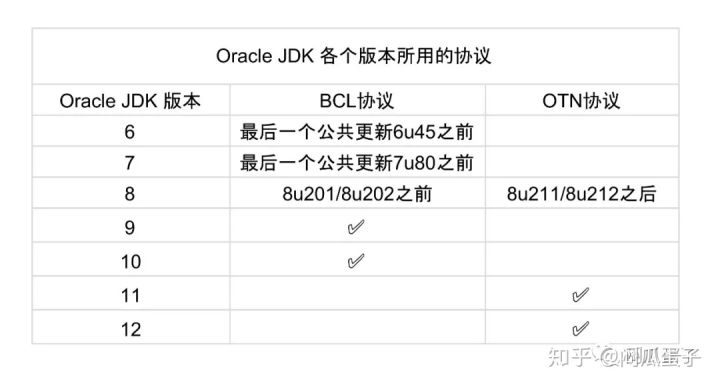 Oracle JDK 各个版本所用的协议
Oracle JDK 版本 BCL协议 OTN协议
6 最后一个公共更新6u45之前
7 最后一个公共更新7u80之前
8 8u201/8u202之前 8u211/8u212之后
9 ✅
10 ✅
11 ✅
12 ✅
知乎 @闷瓜蛋子